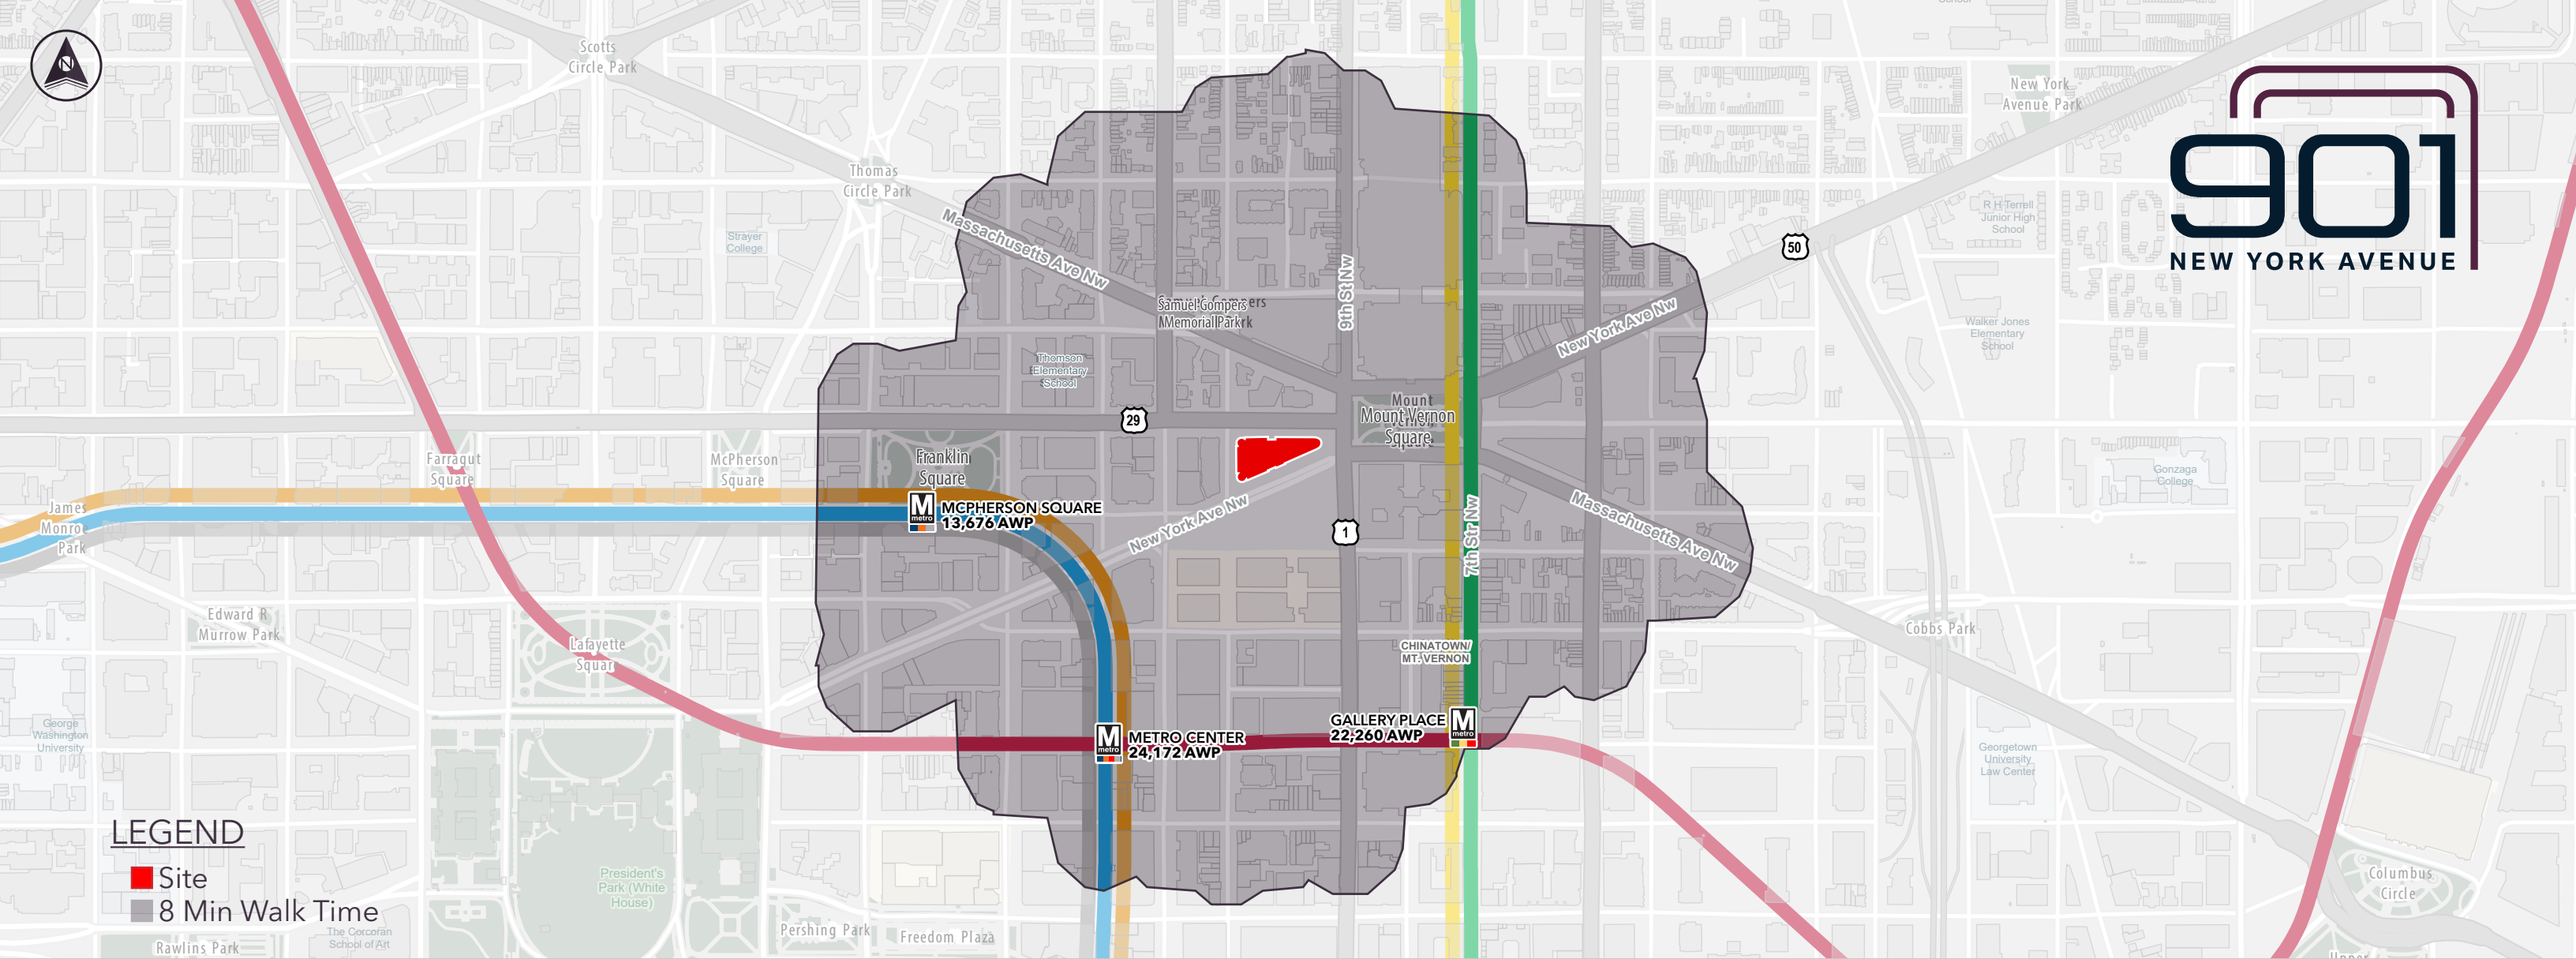 N
Scotts
Circle Park
Thomas
Circle Park
Strayer
College
Massachusetts Ave Nw
Samuel Gompers
Memorial Park
9th St Nw
Thomson
Elementary
School
29
Mount Vernon
Square
New York Ave Nw
50
New York
Avenue Park
R H Terrell
Junior High
School
Walker Jones
Elementary
School
901
NEW YORK AVENUE
Farragut
Square
McPherson
Square
Franklin
Square
M
metro
MCPHERSON SQUARE
13,676 AWP
New York Ave Nw
1
7th Str Nw
Massachusetts Ave Nw
Gonzaga
College
James
Monroe
Park
Edward R
Murrow Park
Lafayette
Squar
CHINATOWN/
MT. VERNON
Cobbs Park
George
Washington
University
M
metro
METRO CENTER
24,172 AWP
GALLERY PLACE
22,260 AWP
M
metro
Georgetown
University
Law Center
LEGEND
Site
8 Min Walk Time
President's
Park (White
House)
Columbus
Circle
Rawlins Park
The Corcoran
School of Art
Pershing Park
Freedom Plaza